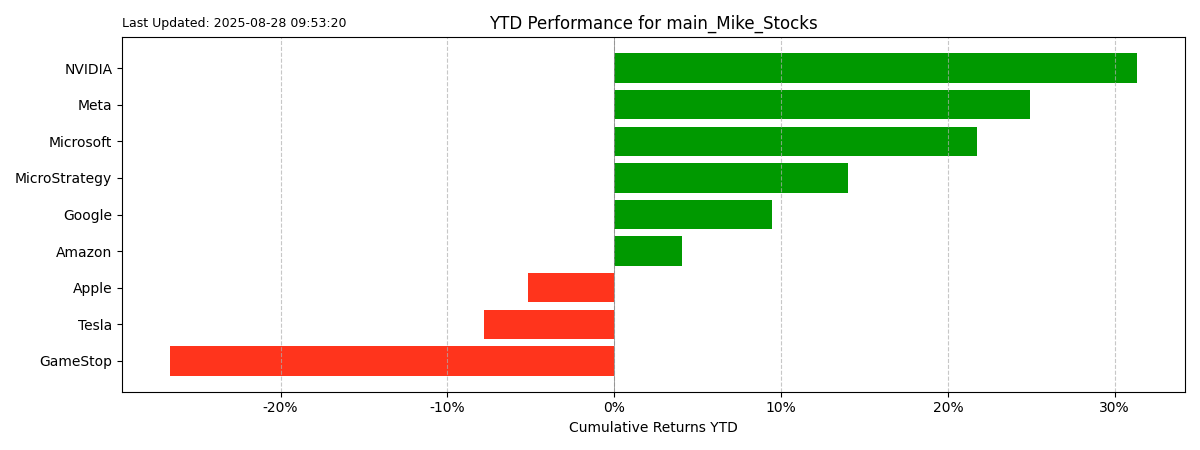 Last Updated: 2025-08-28 09:53:20
YTD Performance for main_Mike_Stocks
NVIDIA
Meta
Microsoft
MicroStrategy
Google
Amazon
Apple
Tesla
GameStop
-20% -10% 0% 10% 20% 30%
Cumulative Returns YTD